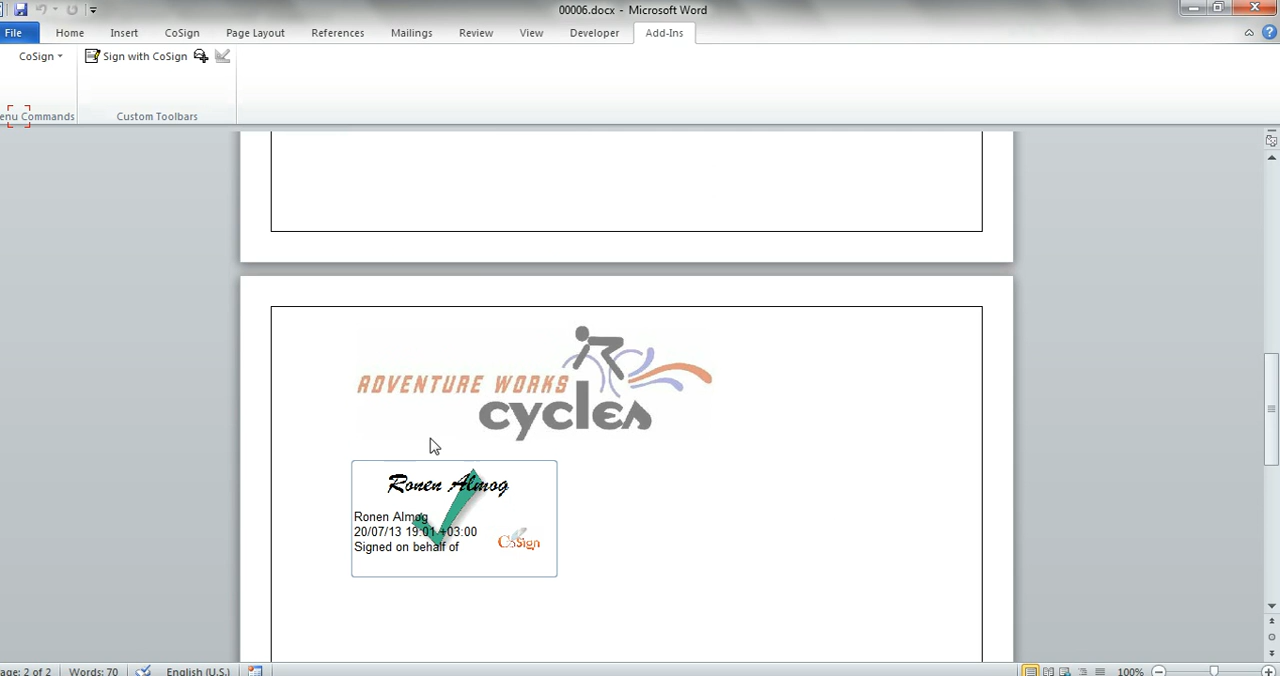 00006.docx - Microsoft Word
File Home Insert CoSign Page Layout References Mailings Review View Developer Add-Ins
CoSign Sign with CoSign
enu Commands Custom Toolbars
ADVENTURE WORKS
cycles
Ronen Almog
Ronen Almog
20/07/13 19:01 +03:00
Signed on behalf of
CoSign
age: 2 of 2 Words: 70 English (U.S.) 100%